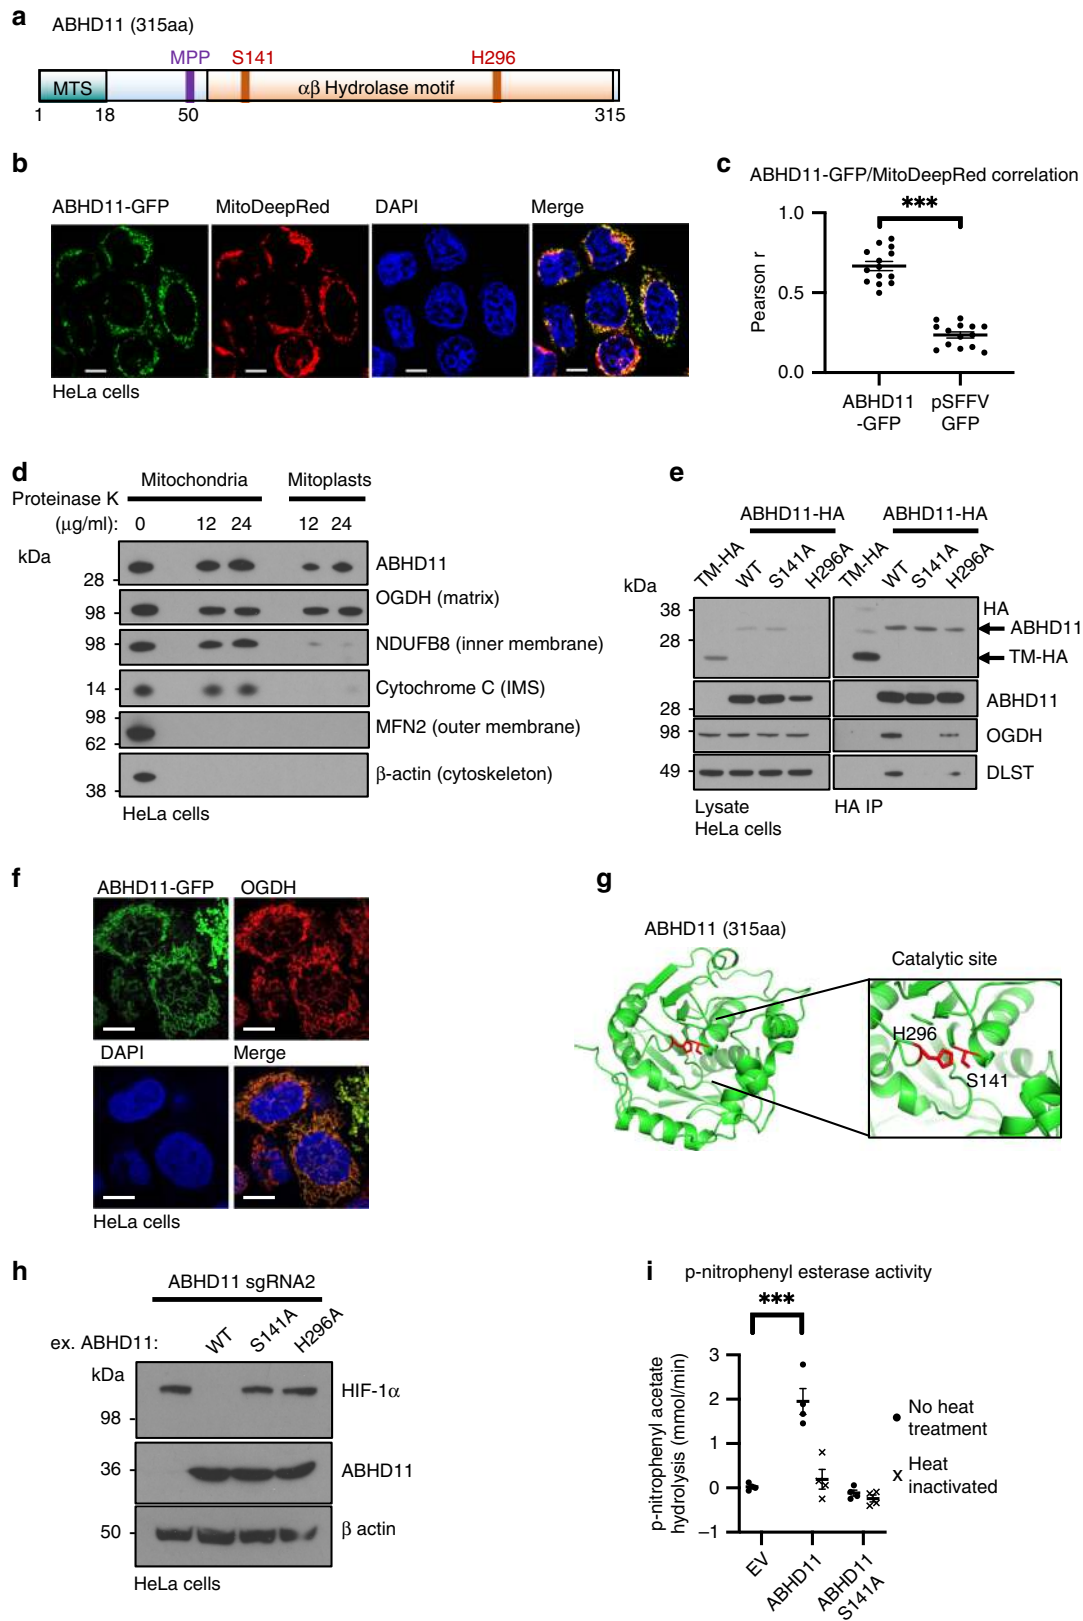 a
ABHD11 (315aa)
MPP S141 H296
MTS αβ Hydrolase motif
1 18 50 315
b
ABHD11-GFP MitoDeepRed DAPI Merge
HeLa cells
c
ABHD11-GFP/MitoDeepRed correlation
***
1.0
0.5
0.0
Pearson r
ABHD11
-GFP
pSFFV
GFP
d
Mitochondria Mitoplasts
Proteinase K
(μg/ml): 0 12 24 12 24
kDa
28 ABHD11
98 OGDH (matrix)
98 NDUFB8 (inner membrane)
14 Cytochrome C (IMS)
98
62 MFN2 (outer membrane)
38 β-actin (cytoskeleton)
HeLa cells
e
ABHD11-HA ABHD11-HA
TM-HA WT S141A H296A TM-HA WT S141A H296A
kDa
38 HA
28 ABHD11
TM-HA
28 ABHD11
98 OGDH
49 DLST
Lysate HA IP
HeLa cells
f
ABHD11-GFP OGDH
DAPI Merge
HeLa cells
g
ABHD11 (315aa)
Catalytic site
H296
S141
h
ABHD11 sgRNA2
ex. ABHD11: WT S141A H296A
kDa
98 HIF-1α
36 ABHD11
50 β actin
HeLa cells
i
p-nitrophenyl esterase activity
***
p-nitrophenyl acetate
hydrolysis (mmol/min)
3
2
1
0
−1
No heat
treatment
x Heat
inactivated
EV
ABHD11
ABHD11
S141A